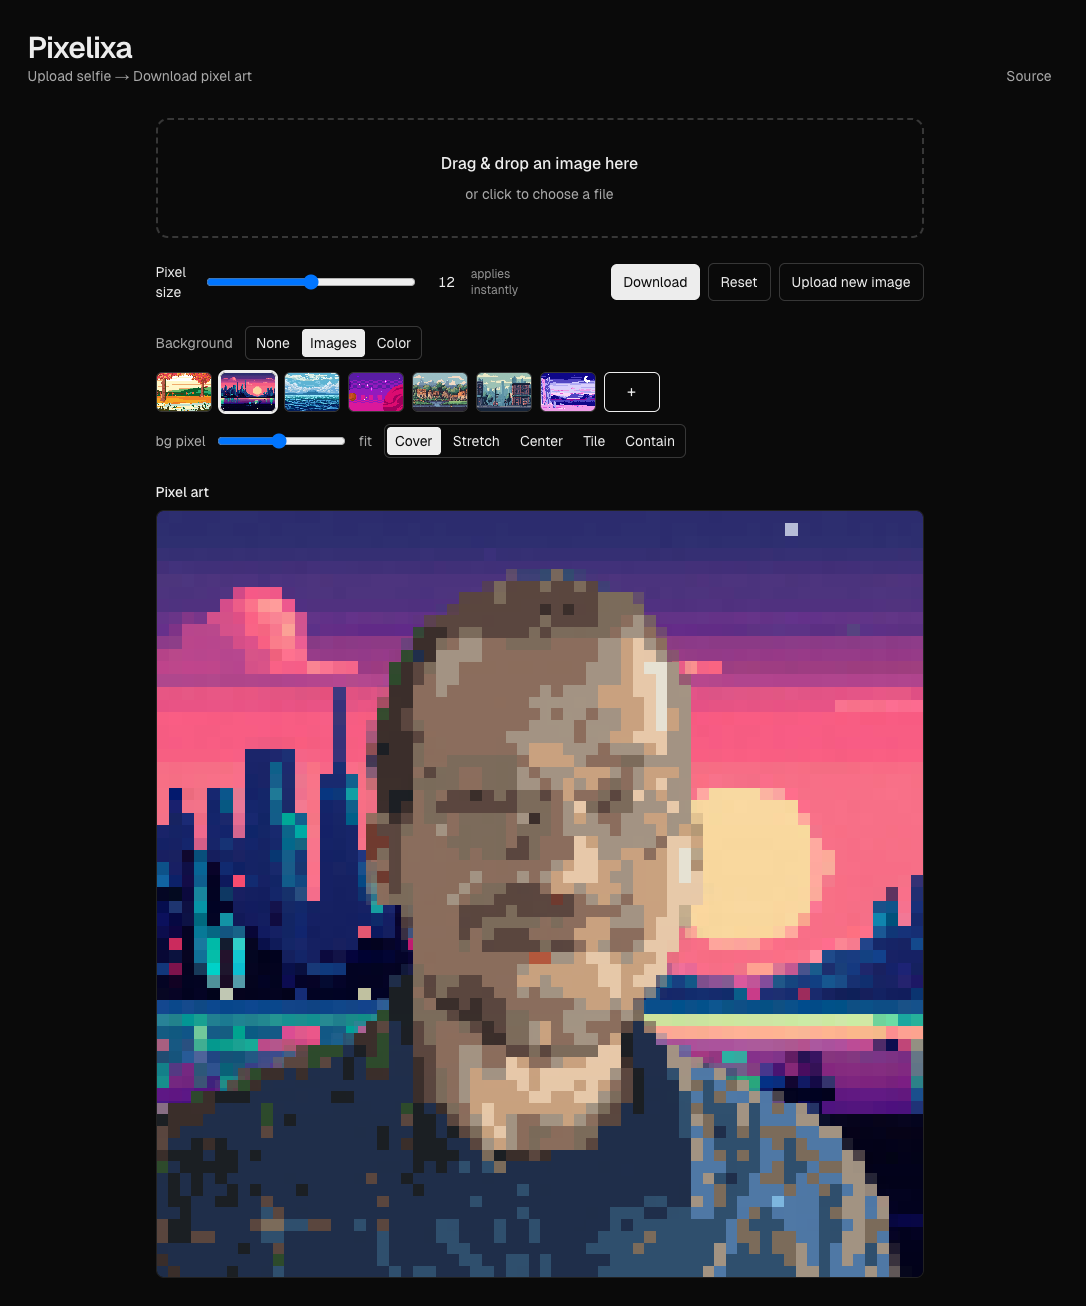 Pixelixa
Upload selfie → Download pixel art
Source
Drag & drop an image here
or click to choose a file
Pixel
size
12
applies
instantly
Download
Reset
Upload new image
Background
None
Images
Color
+
bg pixel
fit
Cover
Stretch
Center
Tile
Contain
Pixel art